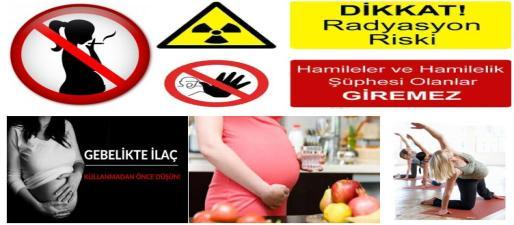 DİKKAT!
Radyasyon
Riski
Hamileler ve Hamilelik
Şüphesi Olanlar
GİREMEZ
GEBELİKTE İLAÇ
KULLANMADAN ÖNCE DÜŞÜN!